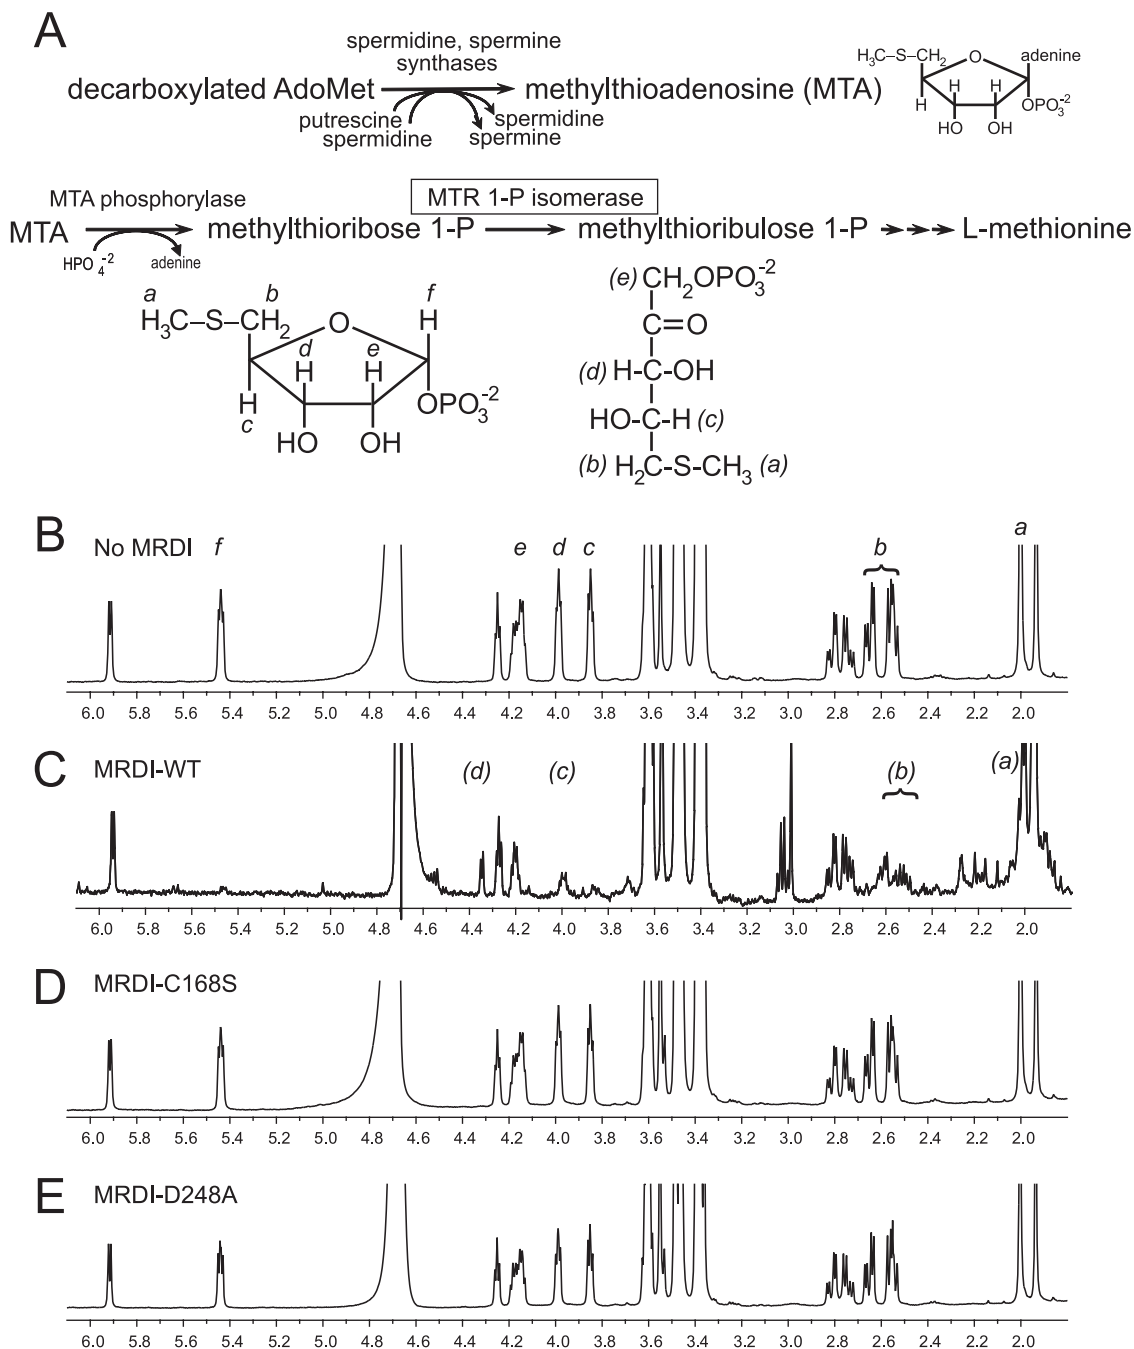 A
spermidine, spermine
synthases
decarboxylated AdoMet methylthioadenosine (MTA)
putrescine spermidine
spermidine spermine
H3C–S–CH2 O adenine
H H
H OPO3-2
HO OH
MTA phosphorylase MTR 1-P isomerase
MTA methylthioribose 1-P methylthioribulose 1-P L-methionine
HPO4-2 adenine
a b f
H3C–S–CH2 O H
d e
H H
H OPO3-2
c
HO OH
(e) CH2OPO3-2
C=O
(d) H-C-OH
HO-C-H (c)
(b) H2C-S-CH3 (a)
B
No MRDI f e d c b a
6.0 5.8 5.6 5.4 5.2 5.0 4.8 4.6 4.4 4.2 4.0 3.8 3.6 3.4 3.2 3.0 2.8 2.6 2.4 2.2 2.0
C
MRDI-WT (d) (c) (b) (a)
6.0 5.8 5.6 5.4 5.2 5.0 4.8 4.6 4.4 4.2 4.0 3.8 3.6 3.4 3.2 3.0 2.8 2.6 2.4 2.2 2.0
D
MRDI-C168S
6.0 5.8 5.6 5.4 5.2 5.0 4.8 4.6 4.4 4.2 4.0 3.8 3.6 3.4 3.2 3.0 2.8 2.6 2.4 2.2 2.0
E
MRDI-D248A
6.0 5.8 5.6 5.4 5.2 5.0 4.8 4.6 4.4 4.2 4.0 3.8 3.6 3.4 3.2 3.0 2.8 2.6 2.4 2.2 2.0